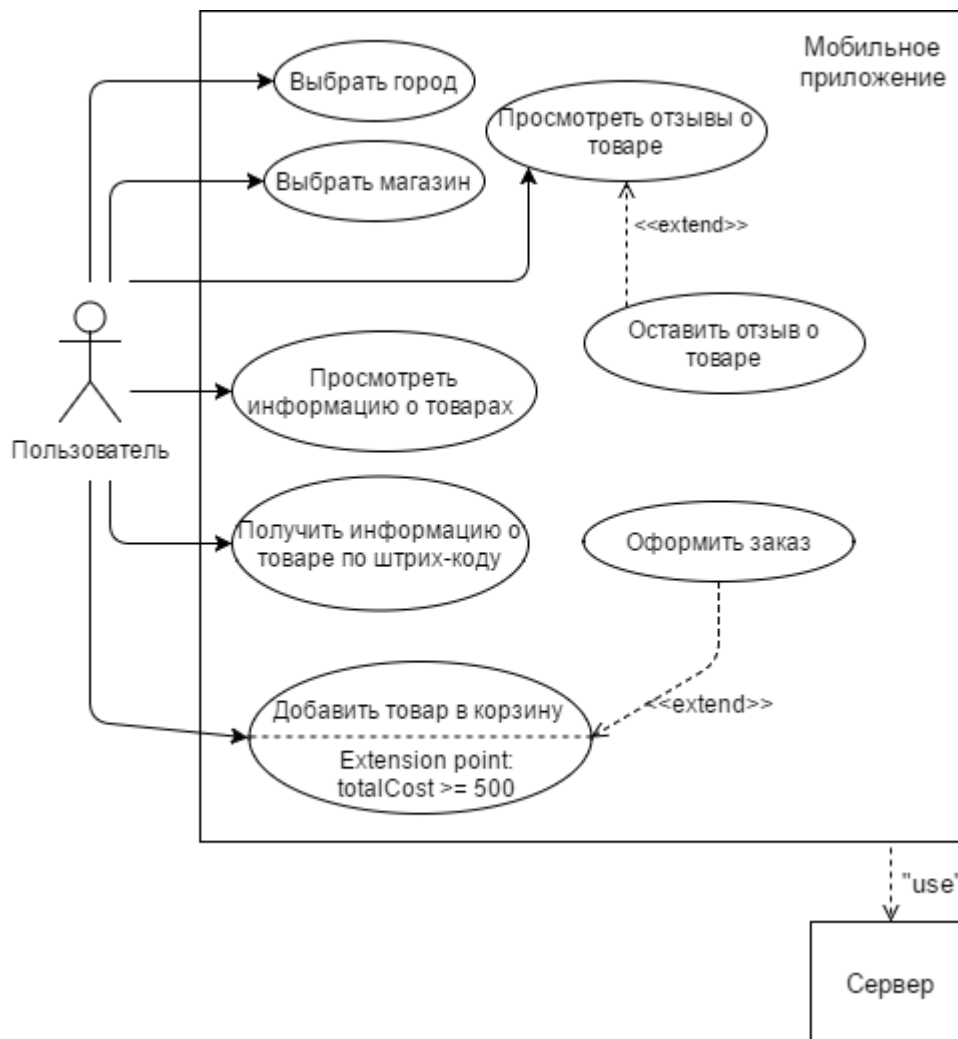 Мобильное
приложение
Выбрать город
Просмотреть отзывы о
товаре
Выбрать магазин
<<extend>>
Оставить отзыв о
товаре
Просмотреть
информацию о товарах
Пользователь
Получить информацию о
товаре по штрих-коду
Оформить заказ
Добавить товар в корзину
<<extend>>
Extension point:
totalCost >= 500
"use"
Сервер